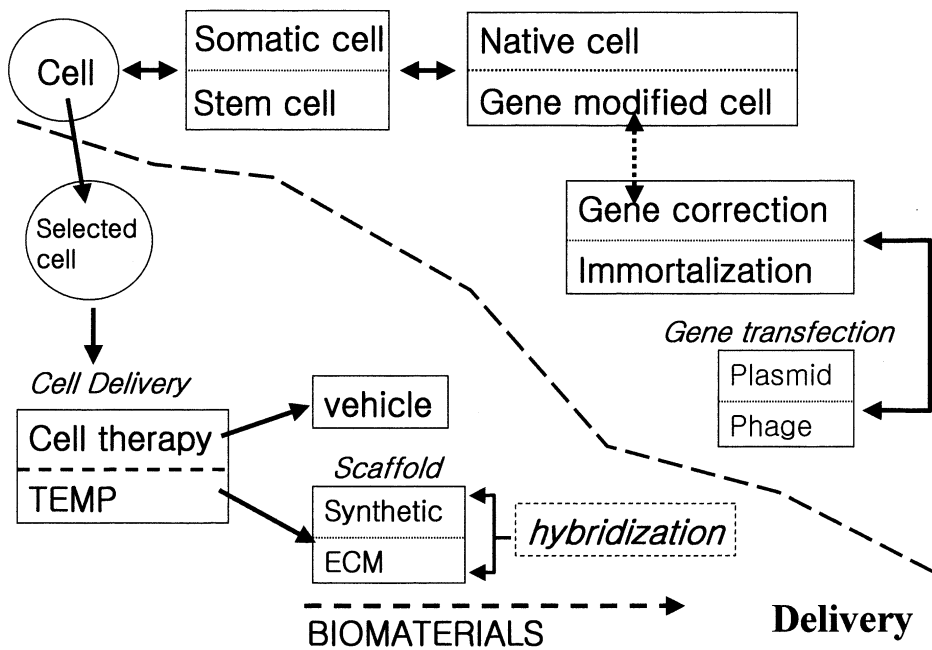 Cell
Somatic cell
Stem cell
Native cell
Gene modified cell
Gene correction
Immortalization
Selected
cell
Gene transfection
Plasmid
Phage
Cell Delivery
Cell therapy
TEMP
vehicle
Scaffold
Synthetic
ECM
hybridization
BIOMATERIALS
Delivery